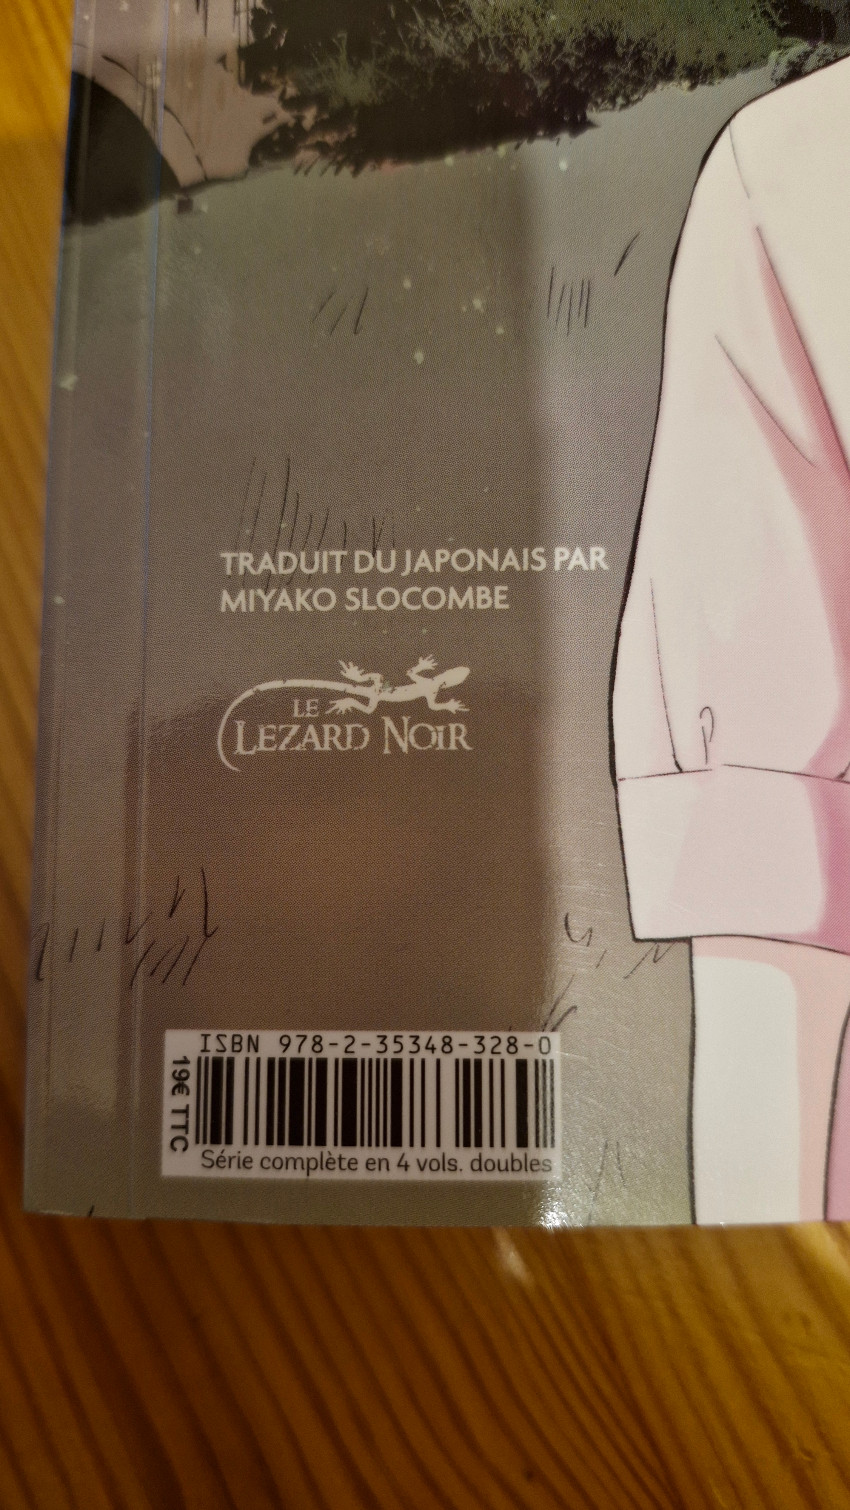 TRADUIT DU JAPONAIS PAR
MIYAKO SLOCOMBE
LE
LEZARD NOIR
ISBN 978-2-35348-328-0
19€ TTC
Série complète en 4 vols. doubles